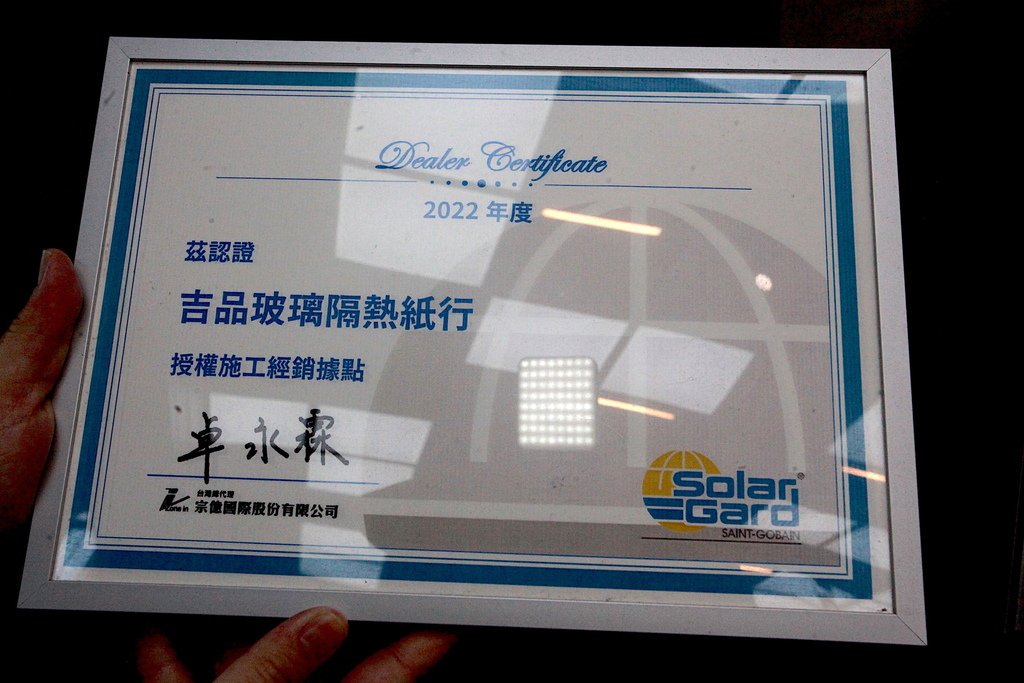 Dealer Certificate
2022 年度
茲認證
吉品玻璃隔熱紙行
授權施工經銷據點
卓永霖
台灣總代理
宗億國際股份有限公司
Solar Gard®
SAINT-GOBAIN